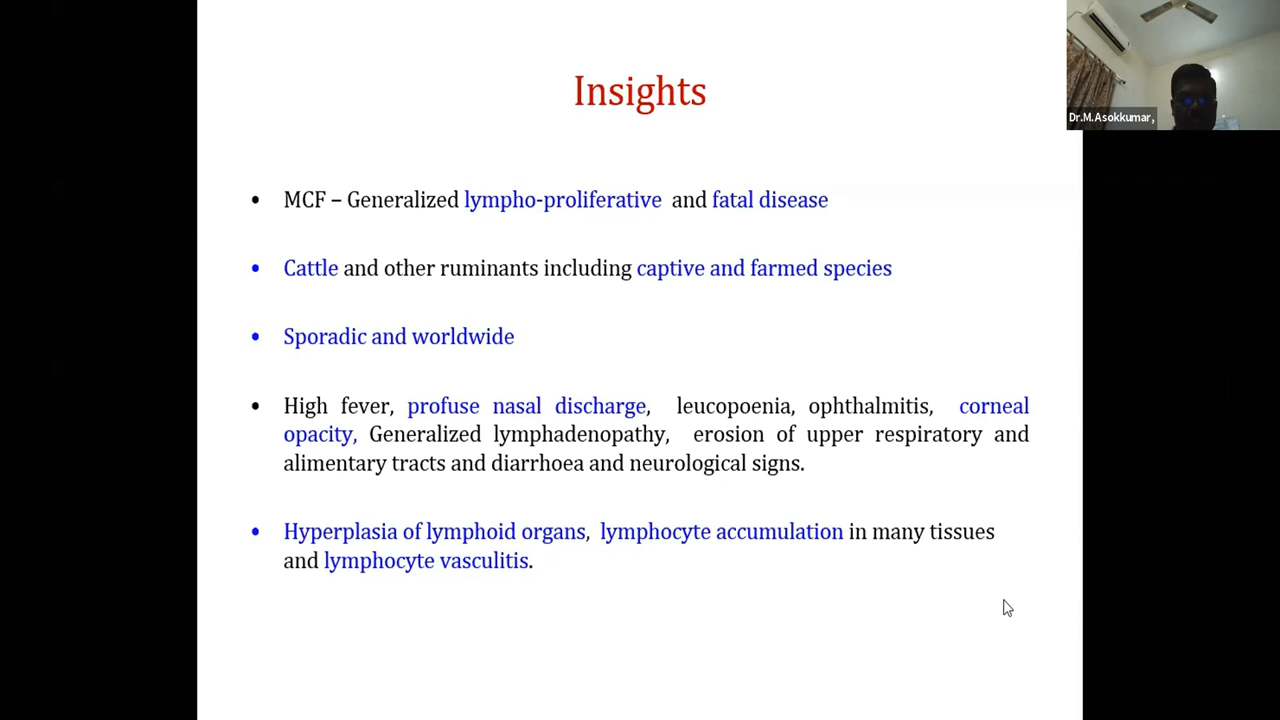 Insights
Dr.M.Asokkumar,
• MCF – Generalized lympho-proliferative and fatal disease
• Cattle and other ruminants including captive and farmed species
• Sporadic and worldwide
• High fever, profuse nasal discharge, leucopoenia, ophthalmitis, corneal
opacity, Generalized lymphadenopathy, erosion of upper respiratory and
alimentary tracts and diarrhoea and neurological signs.
• Hyperplasia of lymphoid organs, lymphocyte accumulation in many tissues
and lymphocyte vasculitis.